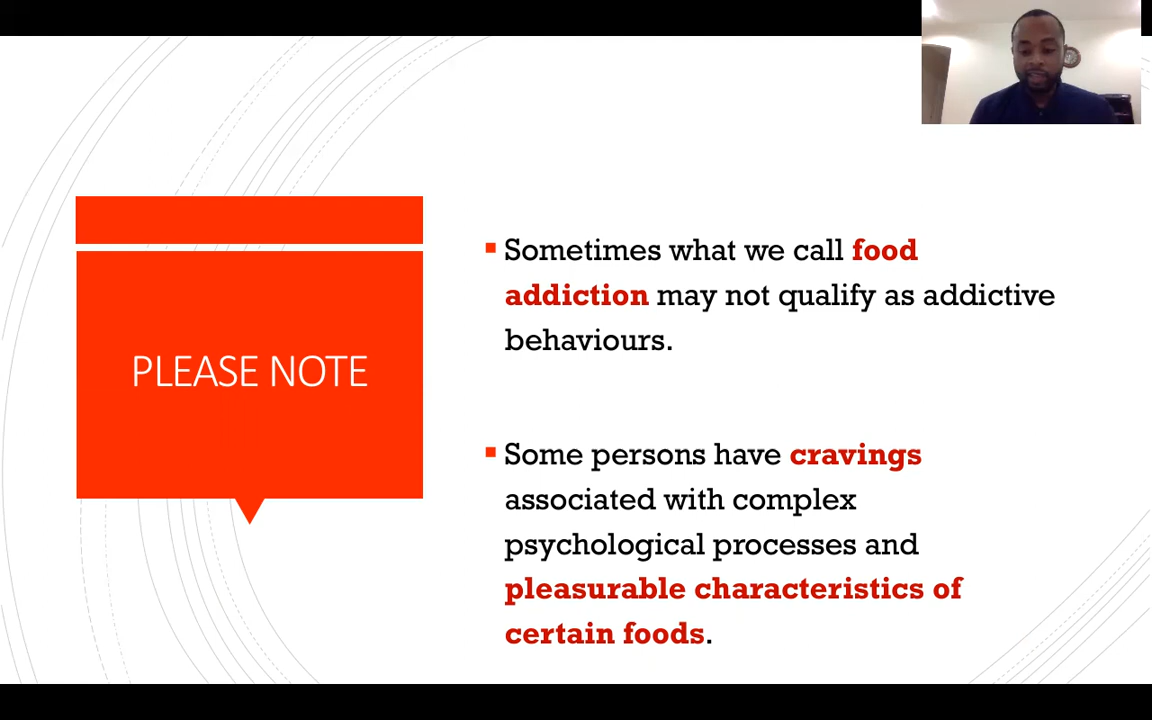 PLEASE NOTE
Sometimes what we call food
addiction may not qualify as addictive
behaviours.
Some persons have cravings
associated with complex
psychological processes and
pleasurable characteristics of
certain foods.